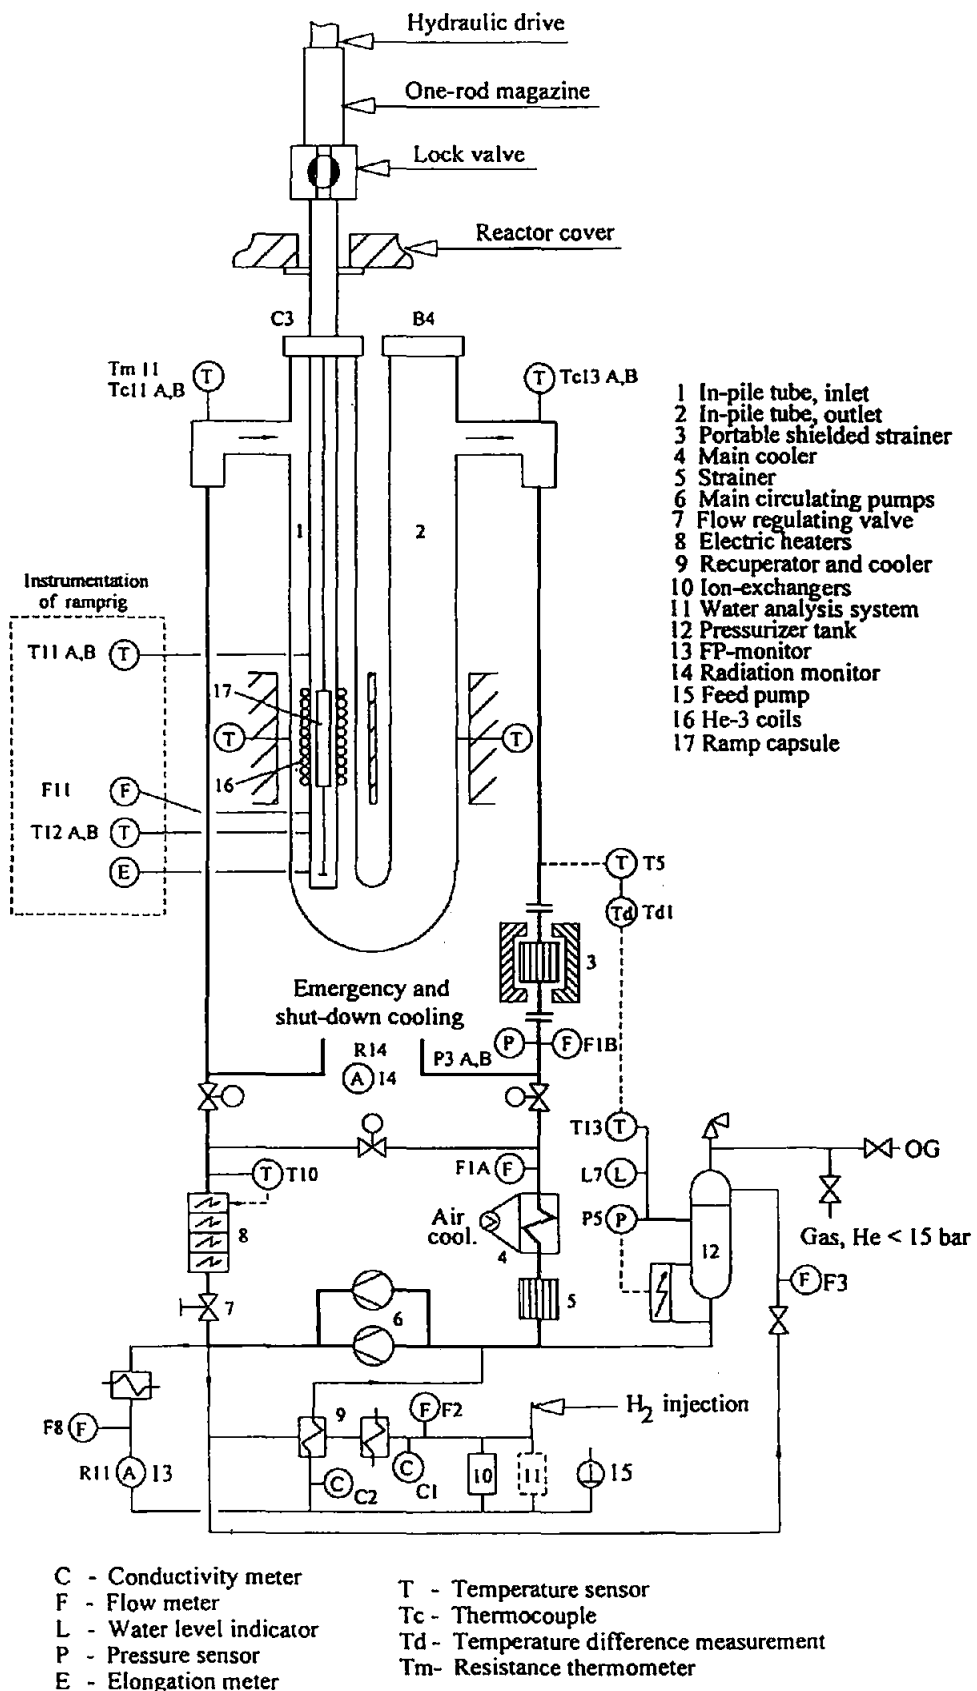 Hydraulic drive
One-rod magazine
Lock valve
Reactor cover
C3
B4
Tm 11
Tc11 A,B
T
T
Tc13 A,B
1 In-pile tube, inlet
2 In-pile tube, outlet
3 Portable shielded strainer
4 Main cooler
5 Strainer
6 Main circulating pumps
7 Flow regulating valve
8 Electric heaters
9 Recuperator and cooler
10 Ion-exchangers
11 Water analysis system
12 Pressurizer tank
13 FP-monitor
14 Radiation monitor
15 Feed pump
16 He-3 coils
17 Ramp capsule
1
2
Instrumentation
of ramprig
T11 A,B T
17
T
T
16
F11 F
T12 A,B T
E
T T5
Td Td1
3
Emergency and
shut-down cooling
P F F1B
R14
P3 A,B
A 14
T13 T
OG
T T10
F1A F
L7 L
Air
cool.
4
P5 P
12
Gas, He < 15 bar
8
F F3
7
6
5
9
F F2
H2 injection
F8 F
R11 A 13
C C2
C
C1
10
11
15
C - Conductivity meter
F - Flow meter
L - Water level indicator
P - Pressure sensor
E - Elongation meter
T - Temperature sensor
Tc - Thermocouple
Td - Temperature difference measurement
Tm- Resistance thermometer